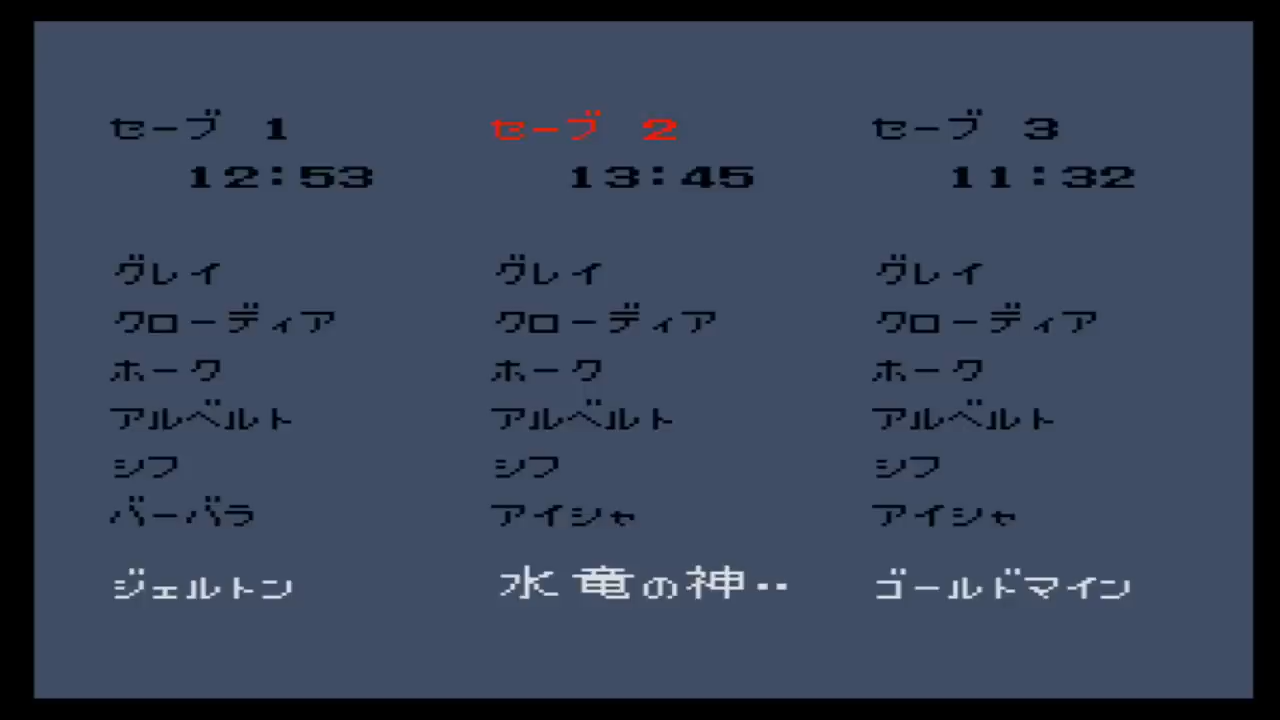 セーブ 1
12:53
グレイ
クローディア
ホーク
アルベルト
シフ
バーバラ
ジェルトン
セーブ 2
13:45
グレイ
クローディア
ホーク
アルベルト
シフ
アイシャ
水竜の神‥
セーブ 3
11:32
グレイ
クローディア
ホーク
アルベルト
シフ
アイシャ
ゴールドマイン